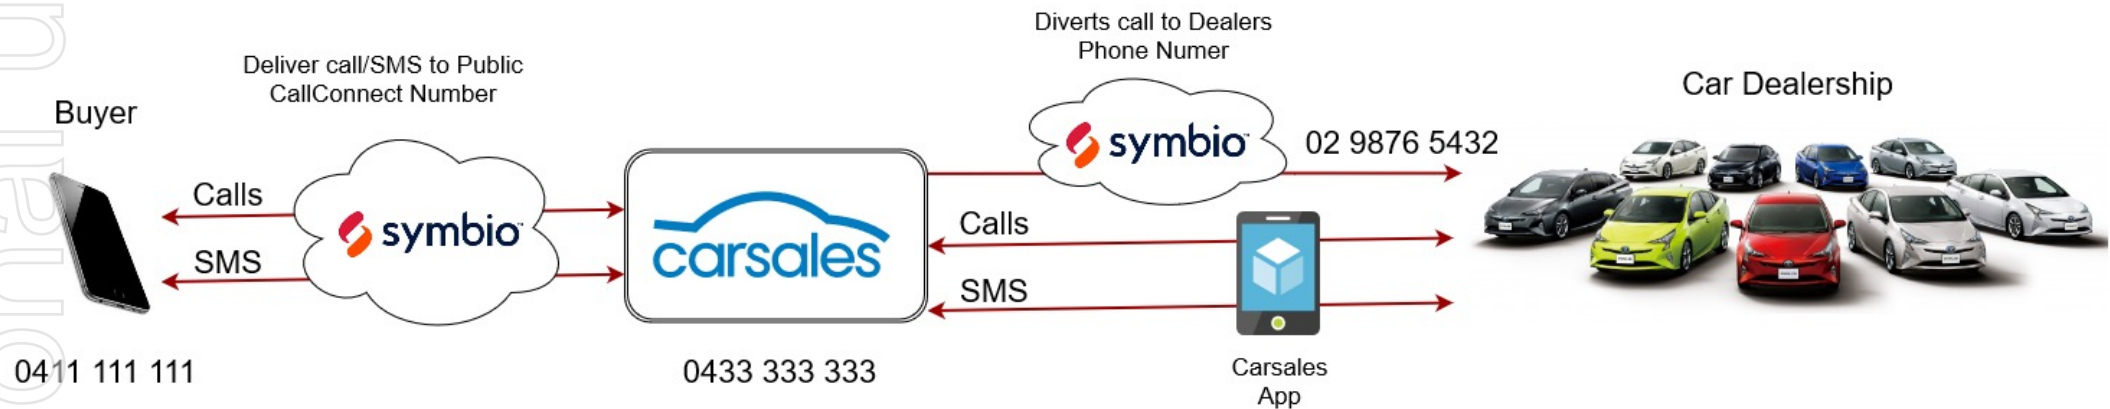 Diverts call to Dealers
Phone Numer
Deliver call/SMS to Public
CallConnect Number
Buyer
Car Dealership
symbio
02 9876 5432
Calls
symbio
SMS
carsales
Calls
SMS
0411 111 111
0433 333 333
Carsales
App